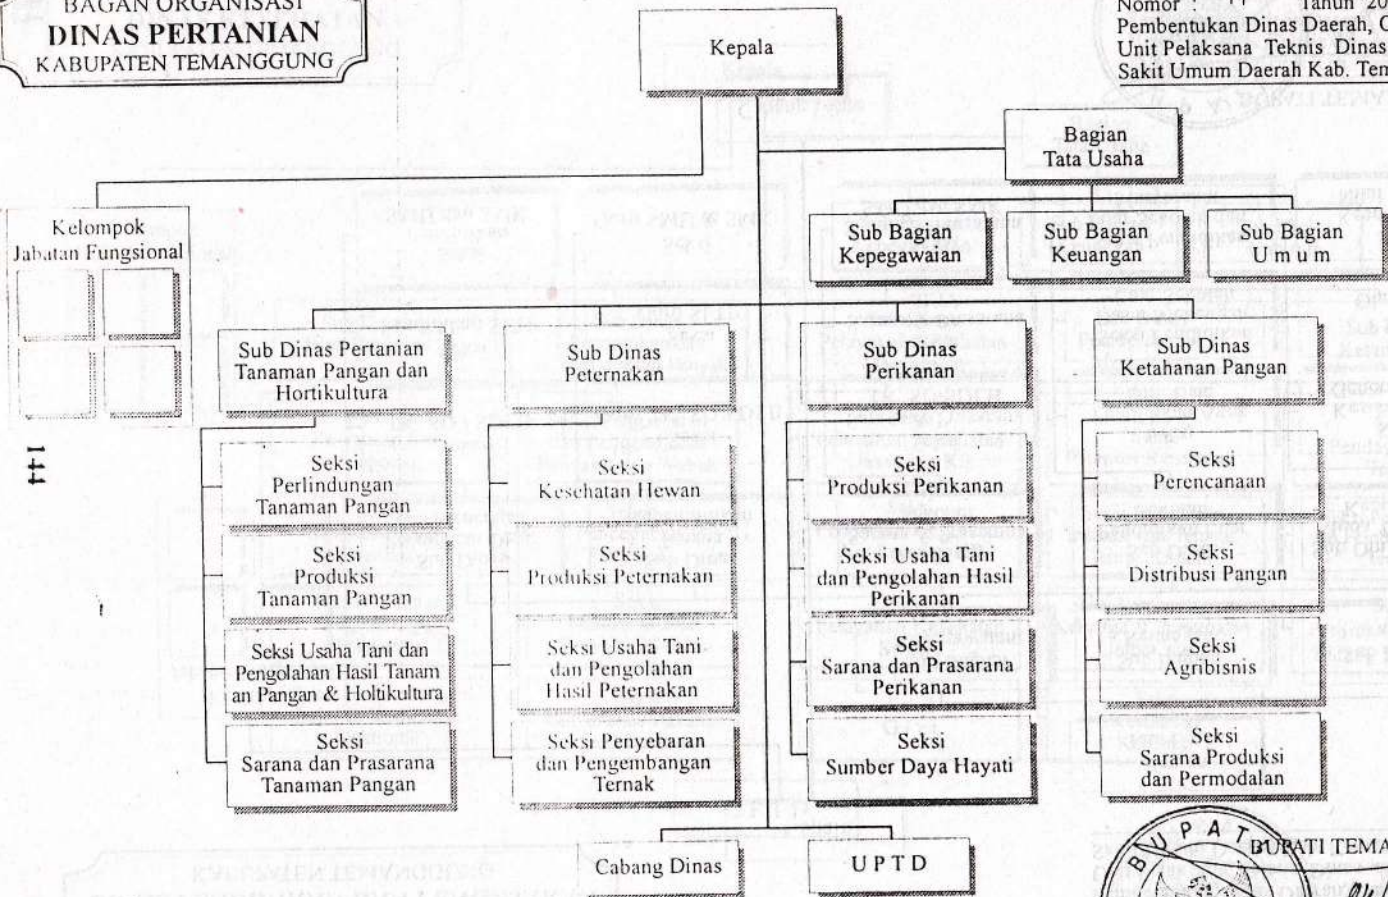 BAGAN ORGANISASI
DINAS PERTANIAN
KABUPATEN TEMANGGUNG
Nomor : Tahun 20
Pembentukan Dinas Daerah, C
Unit Pelaksana Teknis Dinas
Sakit Umum Daerah Kab. Tem
Kepala
Bagian
Tata Usaha
Sub Bagian
Kepegawaian
Sub Bagian
Keuangan
Sub Bagian
U m u m
Kelompok
Jabatan Fungsional
Sub Dinas Pertanian
Tanaman Pangan dan
Hortikultura
Seksi
Perlindungan
Tanaman Pangan
Seksi
Produksi
Tanaman Pangan
Seksi Usaha Tani dan
Pengolahan Hasil Tanam
an Pangan & Holtikultura
Seksi
Sarana dan Prasarana
Tanaman Pangan
Sub Dinas
Peternakan
Seksi
Kesehatan Hewan
Seksi
Produksi Peternakan
Seksi Usaha Tani
dan Pengolahan
Hasil Peternakan
Seksi Penyebaran
dan Pengembangan
Ternak
Sub Dinas
Perikanan
Seksi
Produksi Perikanan
Seksi Usaha Tani
dan Pengolahan Hasil
Perikanan
Seksi
Sarana dan Prasarana
Perikanan
Seksi
Sumber Daya Hayati
Sub Dinas
Ketahanan Pangan
Seksi
Perencanaan
Seksi
Distribusi Pangan
Seksi
Agribisnis
Seksi
Sarana Produksi
dan Permodalan
Cabang Dinas
U P T D
144
BUPAT
BUPATI TEMA